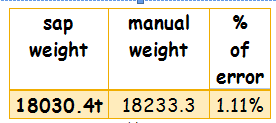 sap weight manual weight % of error
18030.4t 18233.3 1.11%